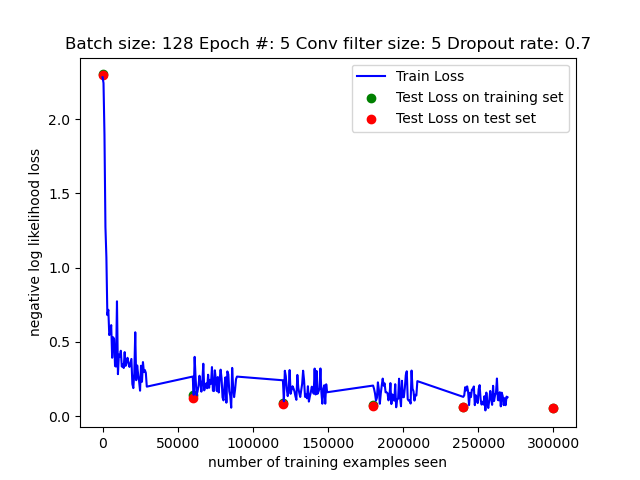 Batch size: 128 Epoch #: 5 Conv filter size: 5 Dropout rate: 0.7
Train Loss
Test Loss on training set
Test Loss on test set
negative log likelihood loss
2.0
1.5
1.0
0.5
0.0
0 50000 100000 150000 200000 250000 300000
number of training examples seen